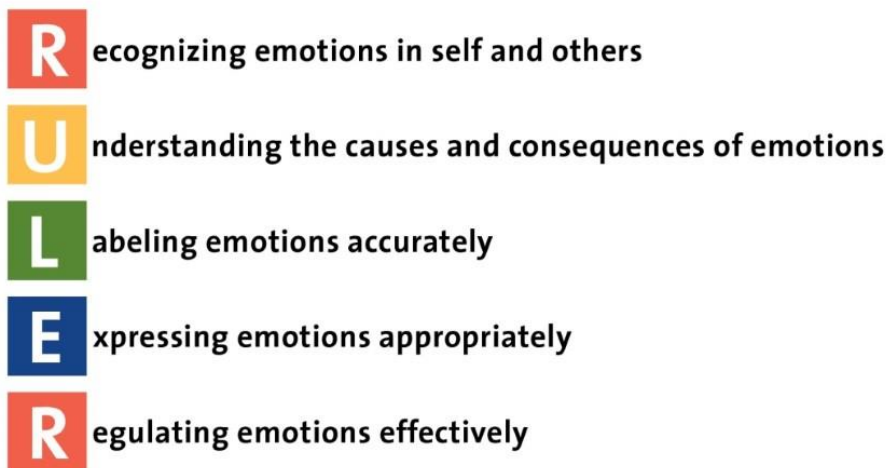 Recognizing emotions in self and others
Understanding the causes and consequences of emotions
Labeling emotions accurately
Expressing emotions appropriately
Regulating emotions effectively